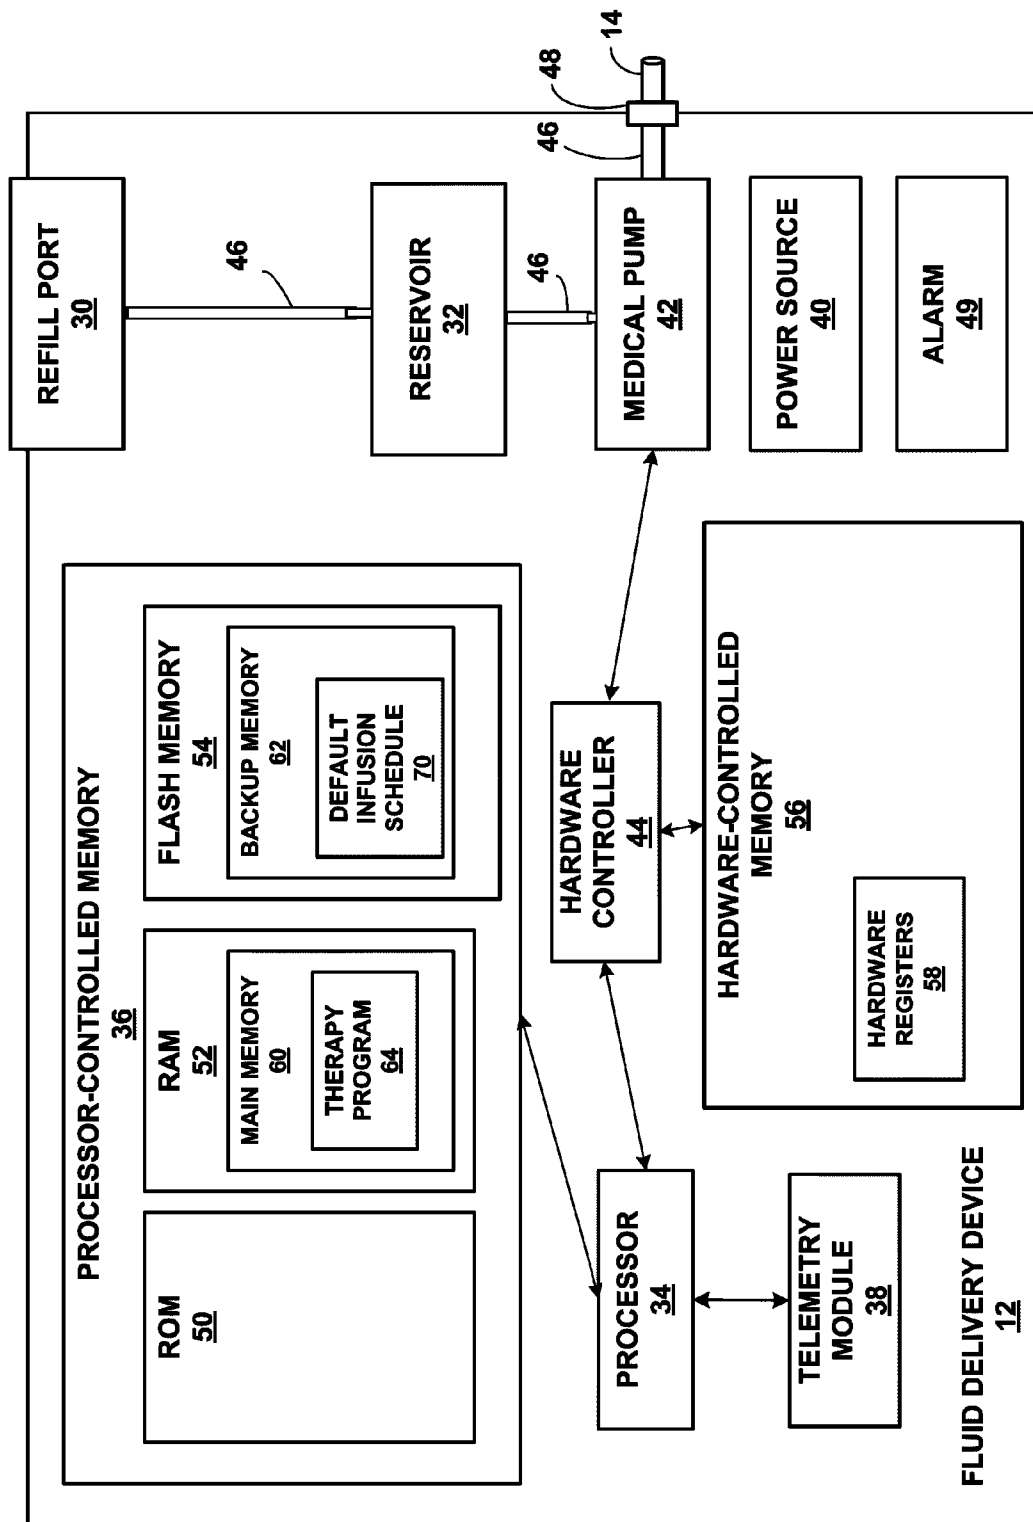 PROCESSOR-CONTROLLED MEMORY
36
ROM
50
RAM
52
MAIN MEMORY
60
THERAPY
PROGRAM
64
FLASH MEMORY
54
BACKUP MEMORY
62
DEFAULT
INFUSION
SCHEDULE
70
REFILL PORT
30
46
RESERVOIR
32
46
MEDICAL PUMP
42
46
48
14
PROCESSOR
34
HARDWARE
CONTROLLER
44
TELEMETRY
MODULE
38
HARDWARE-CONTROLLED
MEMORY
56
HARDWARE
REGISTERS
58
POWER SOURCE
40
ALARM
49
FLUID DELIVERY DEVICE
12